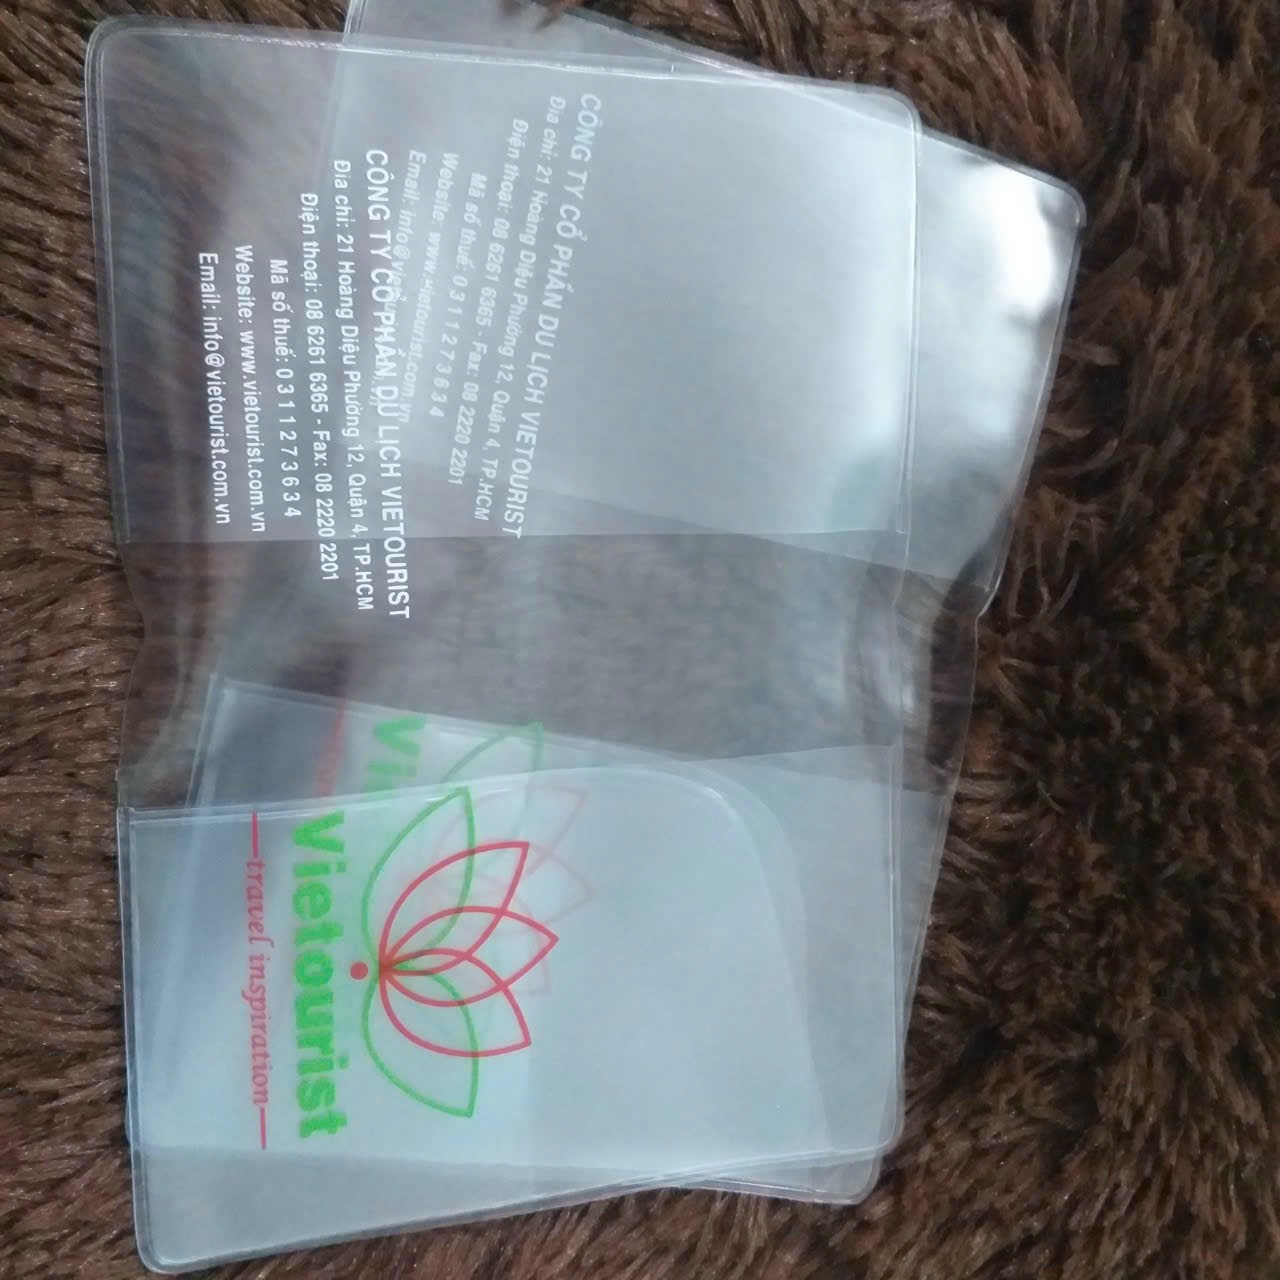 CÔNG TY CỔ PHẦN DU LỊCH VIETOURIST
Địa chỉ: 21 Hoàng Diệu Phường 12, Quận 4, TP.HCM
Điện thoại: 08 6261 6365 - Fax: 08 2220 2201
Mã số thuế: 0 3 1 1 2 7 3 6 3 4
Website: www.vietourist.com.vn
Email: info@vietourist.com.vn
CÔNG TY CỔ PHẦN DU LỊCH VIETOURIST
Địa chỉ: 21 Hoàng Diệu Phường 12, Quận 4, TP.HCM
Điện thoại: 08 6261 6365 - Fax: 08 2220 2201
Mã số thuế: 0 3 1 1 2 7 3 6 3 4
Website: www.vietourist.com.vn
Email: info@vietourist.com.vn
Vi
Vietourist
travel inspiration